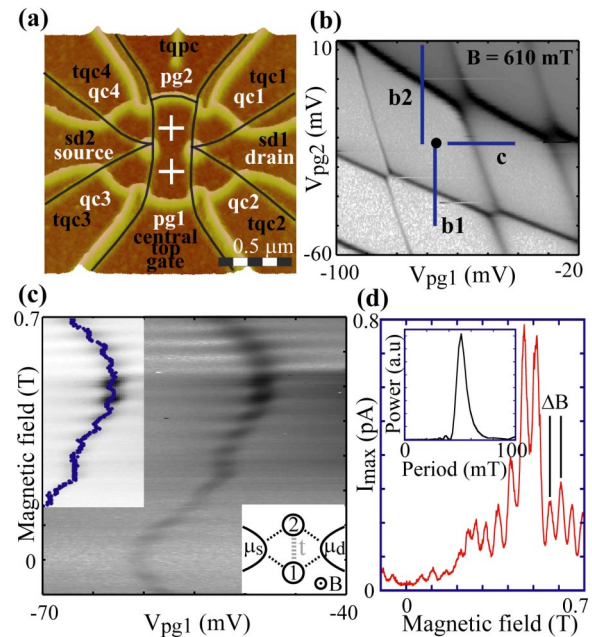 (a)
tqpc
pg2
tqc4
qc4
tqc1
qc1
sd2
source
sd1
drain
qc3
tqc3
qc2
tqc2
pg1
central
top
gate
0.5 µm
(b)
10
B = 610 mT
b2
c
b1
Vpg2 (mV)
-60
-100
Vpg1 (mV)
-20
(c)
0.7
Magnetic field (T)
0
2
µs
t
µd
1
B
-70
Vpg1 (mV)
-40
(d)
0.8
Imax (pA)
Power (a.u)
0
Period (mT)
100
ΔB
0
0
Magnetic field (T)
0.7